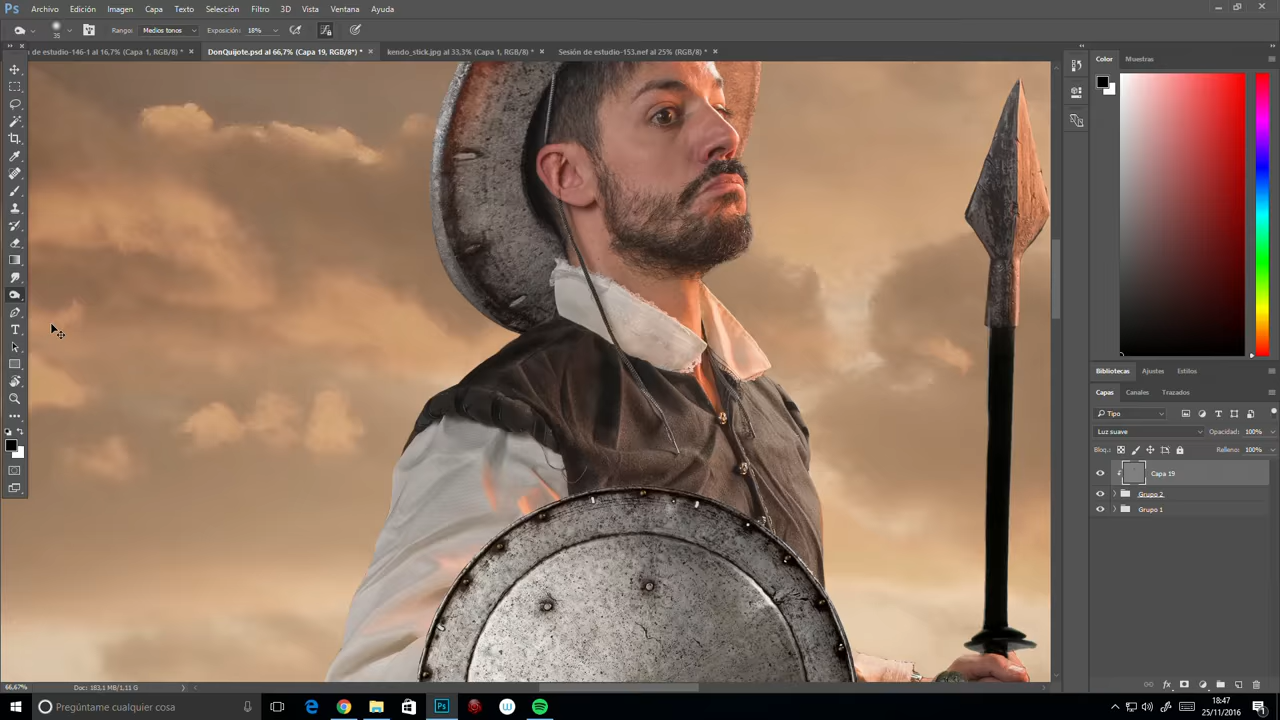 Ps Archivo Edición Imagen Capa Texto Selección Filtro 3D Vista Ventana Ayuda
35 Rango: Medios tonos Exposición: 18%
de estudio-146-1 al 16,7% (Capa 1, RGB/8) * × DonQuijote.psd al 66,7% (Capa 19, RGB/8*) * × kendo_stick.jpg al 33,3% (Capa 1, RGB/8) * × Sesión de estudio-153.nef al 25% (RGB/8*) * ×
Color Muestras
Bibliotecas Ajustes Estilos
Capas Canales Trazados
Tipo
Luz suave Opacidad: 100%
Bloq.: Relleno: 100%
Capa 19
Grupo 2
Grupo 1
66,67% Doc: 183.1 MB/1,11 G
Pregúntame cualquier cosa
18:47
25/11/2016